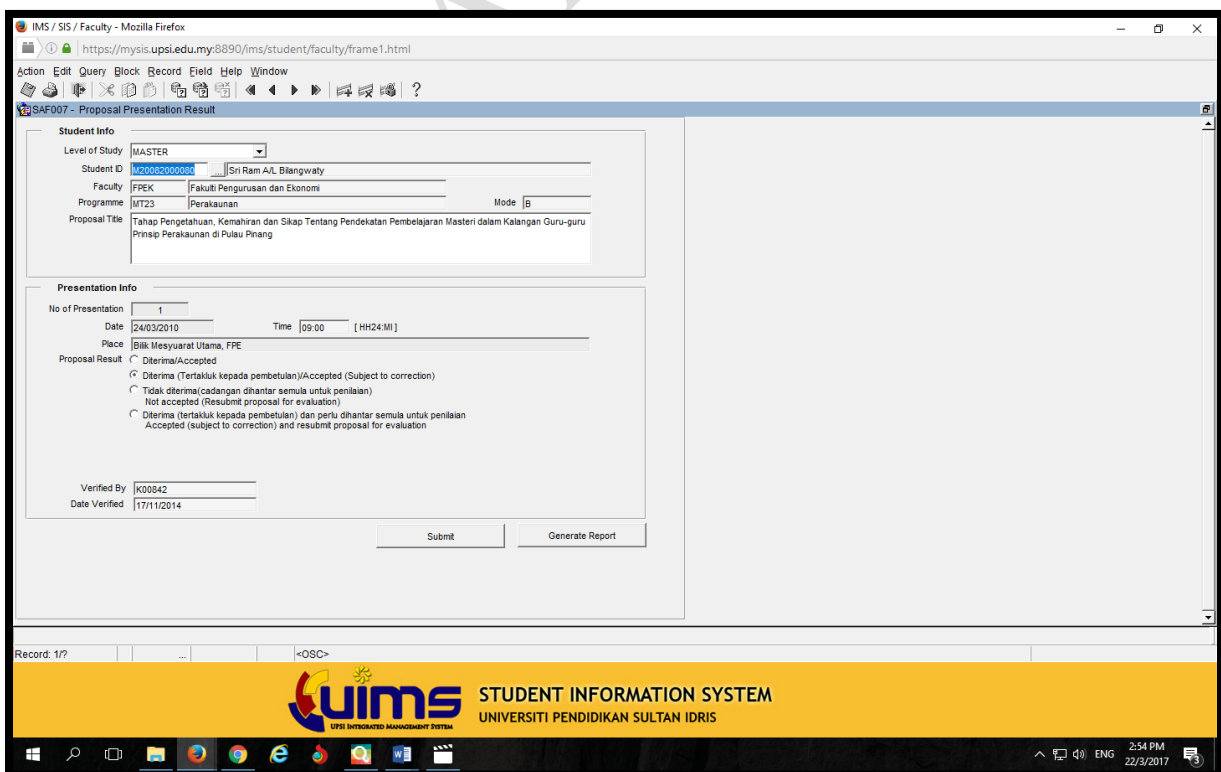 IMS / SIS / Faculty - Mozilla Firefox
https://mysis.upsi.edu.my:8890/ims/student/faculty/frame1.html
Action Edit Query Block Record Field Help Window
SAF007 - Proposal Presentation Result
Student Info
Level of Study MASTER
Student ID M20082000080 ... Sri Ram A/L Bilangwaty
Faculty FPEK Fakulti Pengurusan dan Ekonomi
Programme MT23 Perakaunan Mode B
Proposal Title Tahap Pengetahuan, Kemahiran dan Sikap Tentang Pendekatan Pembelajaran Masteri dalam Kalangan Guru-guru
Prinsip Perakaunan di Pulau Pinang
Presentation Info
No of Presentation 1
Date 24/03/2010 Time 09:00 [ HH24:MI ]
Place Bilik Mesyuarat Utama, FPE
Proposal Result Diterima/Accepted
Diterima (Tertakluk kepada pembetulan)/Accepted (Subject to correction)
Tidak diterima(cadangan dihantar semula untuk penilaian)
Not accepted (Resubmit proposal for evaluation)
Diterima (tertakluk kepada pembetulan) dan perlu dihantar semula untuk penilaian
Accepted (subject to correction) and resubmit proposal for evaluation
Verified By K00842
Date Verified 17/11/2014
Submit Generate Report
Record: 1/? ... <OSC>
uims
UPSI INTEGRATED MANAGEMENT SYSTEM
STUDENT INFORMATION SYSTEM
UNIVERSITI PENDIDIKAN SULTAN IDRIS
ENG 2:54 PM
22/3/2017
3